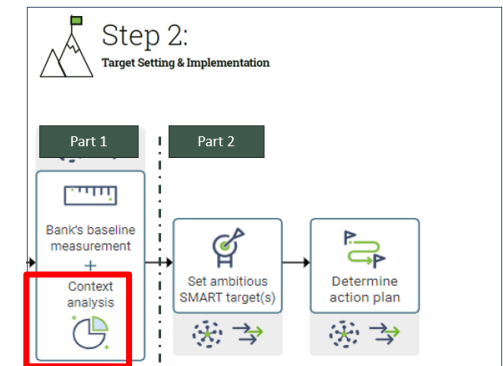 Step 2:
Target Setting & Implementation
Part 1
Part 2
Bank's baseline
measurement
+
Context
analysis
Set ambitious
SMART target(s)
Determine
action plan